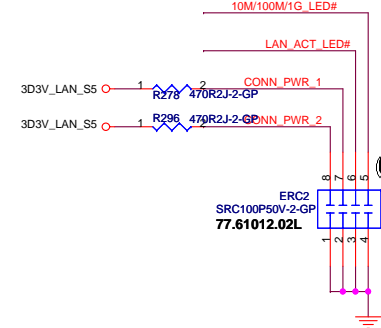 10M/100M/1G_LED#
LAN_ACT_LED#
3D3V_LAN_S5 1 2 CONN_PWR_1
R278 470R2J-2-GP
3D3V_LAN_S5 1 R296 470R2J-2-GP 2 CONN_PWR_2
8 7 6 5
ERC2
SRC100P50V-2-GP
77.61012.02L
1 2 3 4